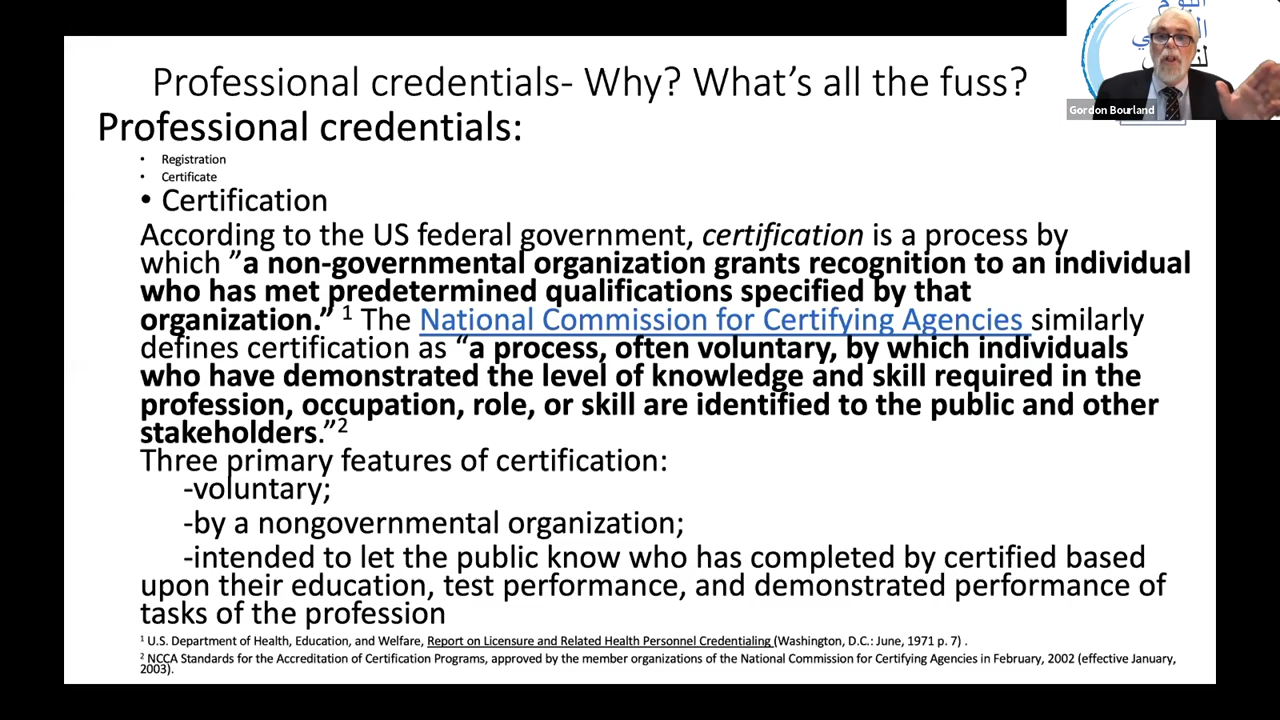 Professional credentials- Why? What’s all the fuss?
Professional credentials:
• Registration
• Certificate
• Certification
According to the US federal government, certification is a process by
which ”a non-governmental organization grants recognition to an individual
who has met predetermined qualifications specified by that
organization.” 1 The National Commission for Certifying Agencies similarly
defines certification as “a process, often voluntary, by which individuals
who have demonstrated the level of knowledge and skill required in the
profession, occupation, role, or skill are identified to the public and other
stakeholders.”2
Three primary features of certification:
-voluntary;
-by a nongovernmental organization;
-intended to let the public know who has completed by certified based
upon their education, test performance, and demonstrated performance of
tasks of the profession
1 U.S. Department of Health, Education, and Welfare, Report on Licensure and Related Health Personnel Credentialing (Washington, D.C.: June, 1971 p. 7) .
2 NCCA Standards for the Accreditation of Certification Programs, approved by the member organizations of the National Commission for Certifying Agencies in February, 2002 (effective January,
2003).
Gordon Bourland